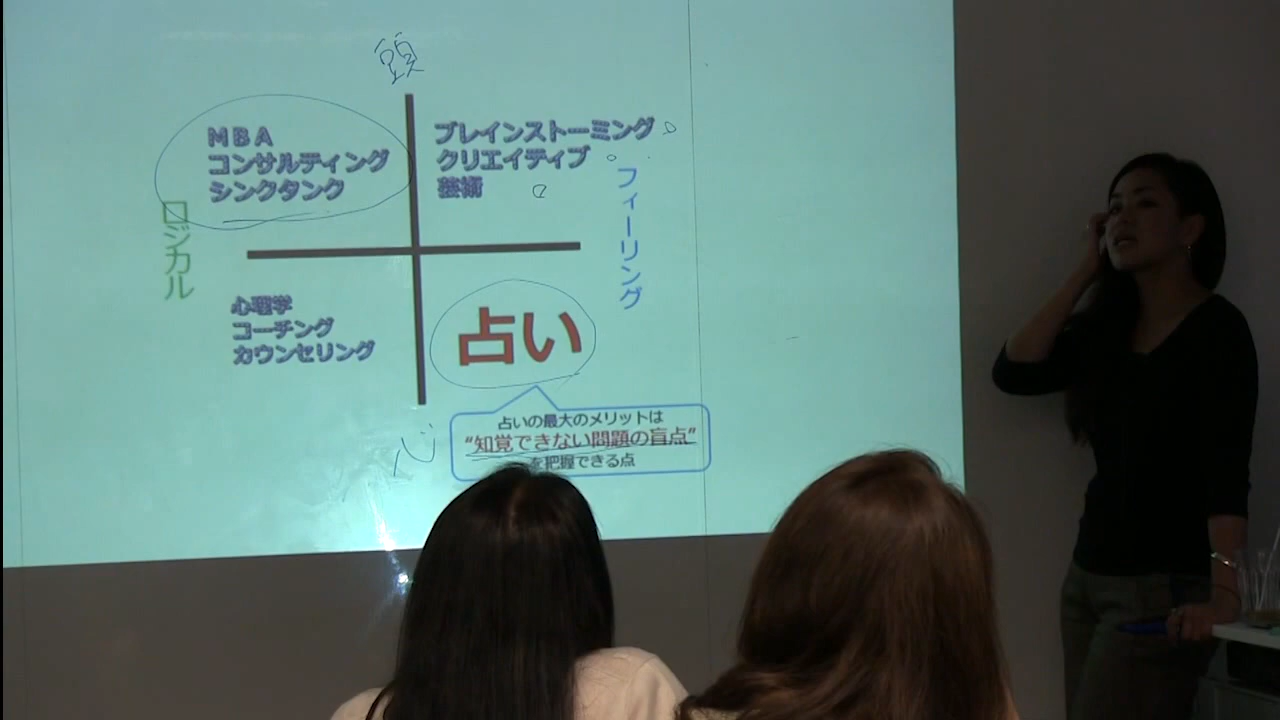 頭
MBA
コンサルティング
シンクタンク
ブレインストーミング
クリエイティブ
芸術
ロジカル
フィーリング
心理学
コーチング
カウンセリング
占い
占いの最大のメリットは
“知覚できない問題の盲点”
を把握できる点
心